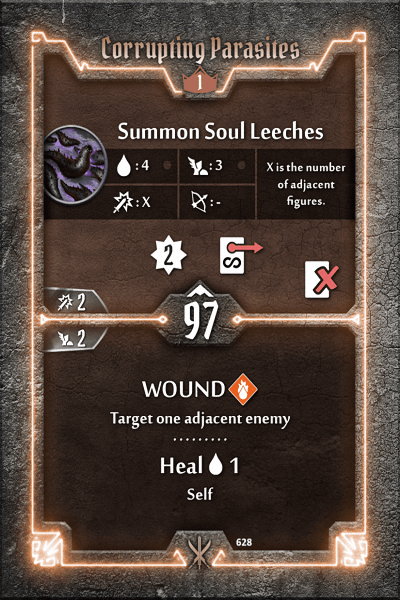 Corrupting Parasites
1
Summon Soul Leeches
: 4
: 3
: X
: -
X is the number
of adjacent
figures.
2
X
2
97
2
WOUND
Target one adjacent enemy
Heal 1
Self
628